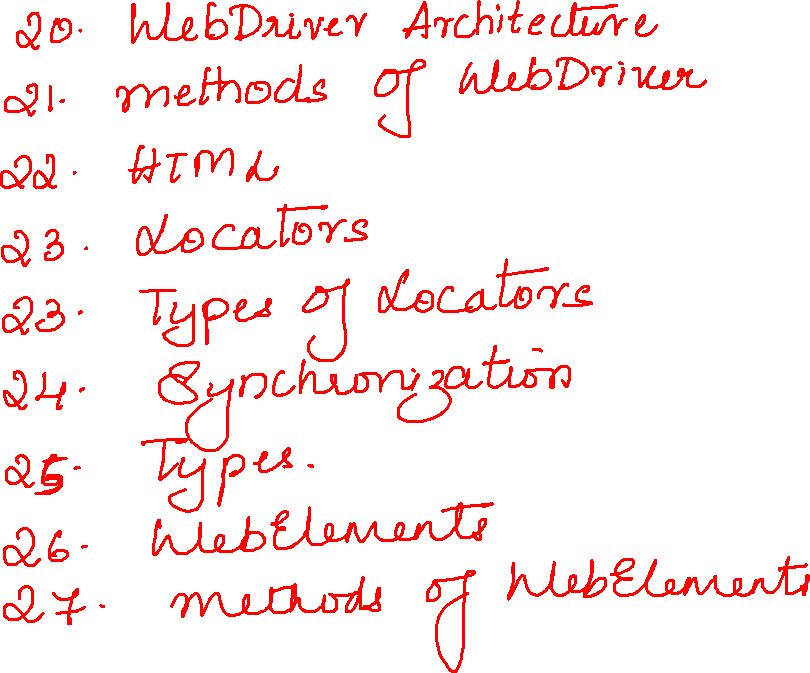 20. WebDriver Architecture
21. methods of WebDriver
22. HTML
23. Locators
23. Types of Locators
24. Synchronization
25. Types.
26. WebElements
27. methods of WebElements